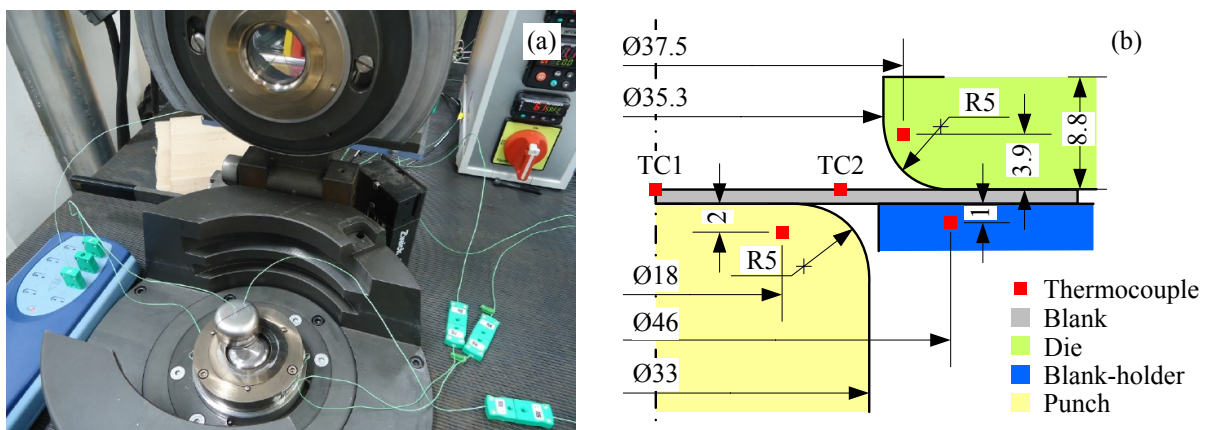 (a)
(b)
Ø37.5
Ø35.3
R5
8.8
3.9
TC1
TC2
2
1
R5
Ø18
Ø46
Ø33
Thermocouple
Blank
Die
Blank-holder
Punch